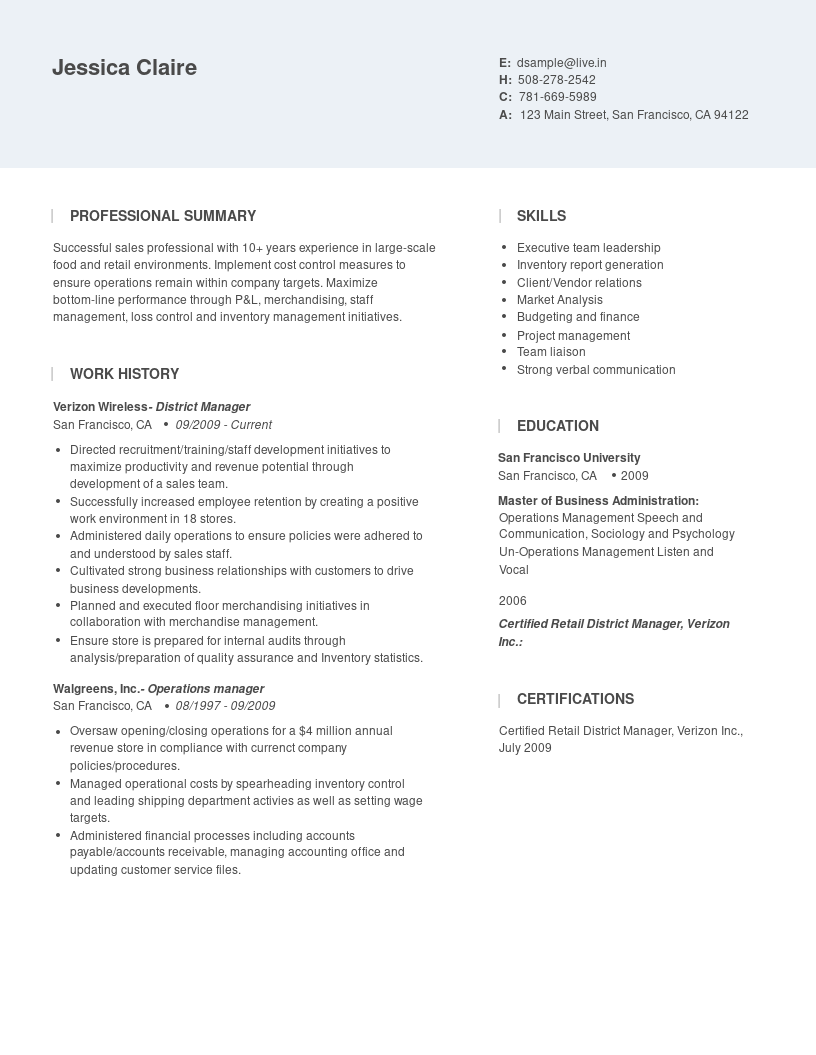 Jessica Claire
E: dsample@live.in
H: 508-278-2542
C: 781-669-5989
A: 123 Main Street, San Francisco, CA 94122
PROFESSIONAL SUMMARY
Successful sales professional with 10+ years experience in large-scale
food and retail environments. Implement cost control measures to
ensure operations remain within company targets. Maximize
bottom-line performance through P&L, merchandising, staff
management, loss control and inventory management initiatives.
WORK HISTORY
Verizon Wireless- District Manager
San Francisco, CA • 09/2009 - Current
• Directed recruitment/training/staff development initiatives to
maximize productivity and revenue potential through
development of a sales team.
• Successfully increased employee retention by creating a positive
work environment in 18 stores.
• Administered daily operations to ensure policies were adhered to
and understood by sales staff.
• Cultivated strong business relationships with customers to drive
business developments.
• Planned and executed floor merchandising initiatives in
collaboration with merchandise management.
• Ensure store is prepared for internal audits through
analysis/preparation of quality assurance and Inventory statistics.
Walgreens, Inc.- Operations manager
San Francisco, CA • 08/1997 - 09/2009
• Oversaw opening/closing operations for a $4 million annual
revenue store in compliance with currenct company
policies/procedures.
• Managed operational costs by spearheading inventory control
and leading shipping department activies as well as setting wage
targets.
• Administered financial processes including accounts
payable/accounts receivable, managing accounting office and
updating customer service files.
SKILLS
• Executive team leadership
• Inventory report generation
• Client/Vendor relations
• Market Analysis
• Budgeting and finance
• Project management
• Team liaison
• Strong verbal communication
EDUCATION
San Francisco University
San Francisco, CA • 2009
Master of Business Administration:
Operations Management Speech and
Communication, Sociology and Psychology
Un-Operations Management Listen and
Vocal
2006
Certified Retail District Manager, Verizon
Inc.:
CERTIFICATIONS
Certified Retail District Manager, Verizon Inc.,
July 2009